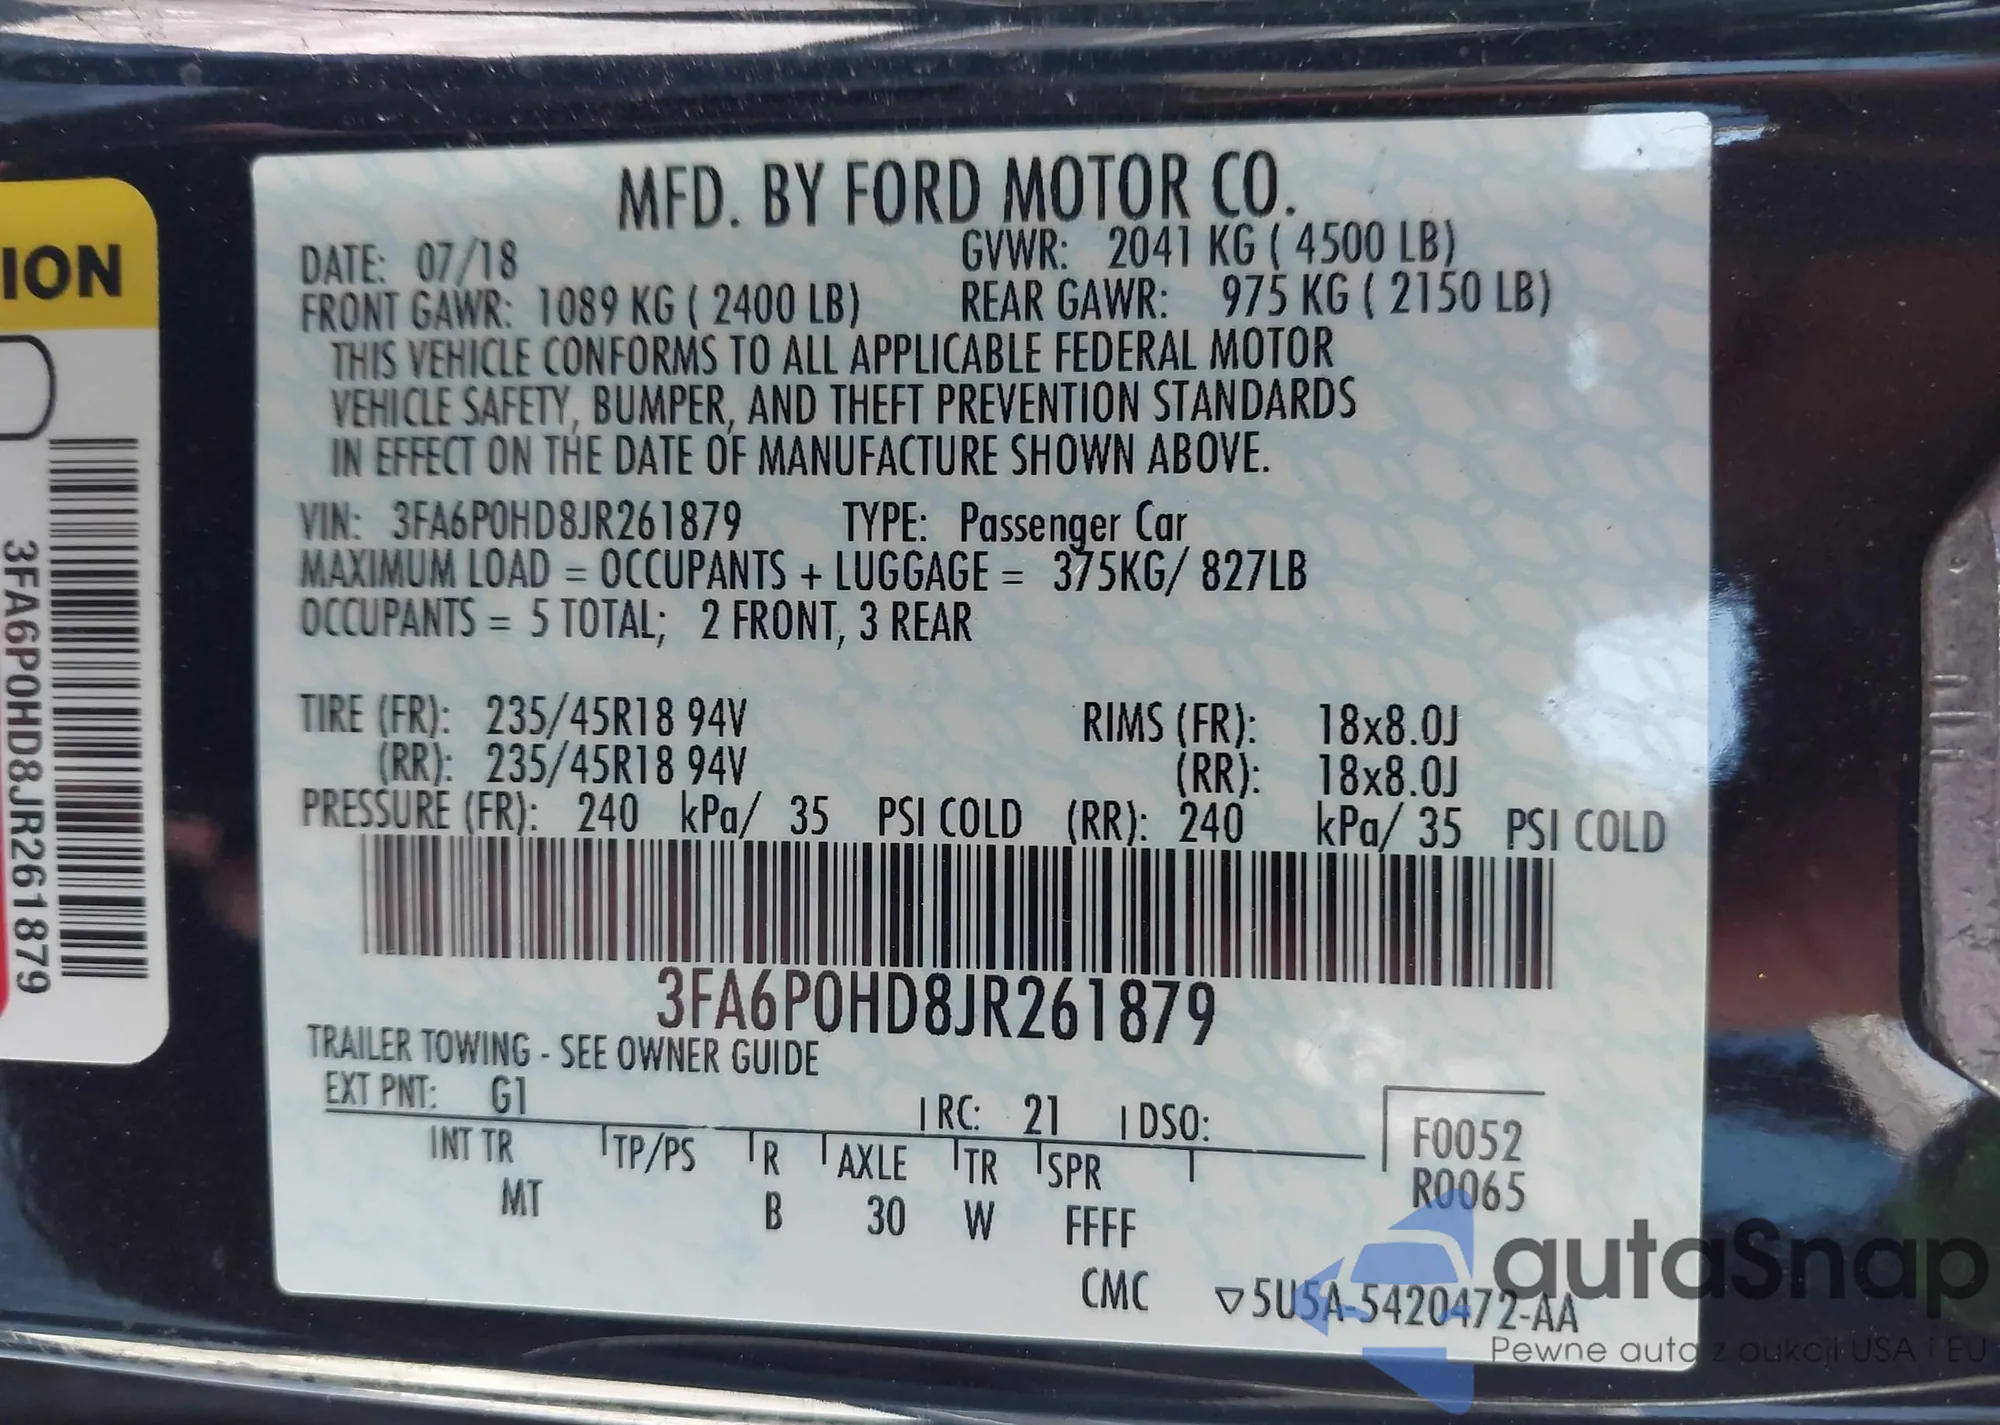 MFD. BY FORD MOTOR CO.
DATE: 07/18 GVWR: 2041 KG ( 4500 LB)
FRONT GAWR: 1089 KG ( 2400 LB) REAR GAWR: 975 KG ( 2150 LB)
THIS VEHICLE CONFORMS TO ALL APPLICABLE FEDERAL MOTOR
VEHICLE SAFETY, BUMPER, AND THEFT PREVENTION STANDARDS
IN EFFECT ON THE DATE OF MANUFACTURE SHOWN ABOVE.
VIN: 3FA6P0HD8JR261879 TYPE: Passenger Car
MAXIMUM LOAD = OCCUPANTS + LUGGAGE = 375KG/ 827LB
OCCUPANTS = 5 TOTAL; 2 FRONT, 3 REAR
TIRE (FR): 235/45R18 94V RIMS (FR): 18x8.0J
(RR): 235/45R18 94V (RR): 18x8.0J
PRESSURE (FR): 240 kPa/ 35 PSI COLD (RR): 240 kPa/ 35 PSI COLD
3FA6P0HD8JR261879
TRAILER TOWING - SEE OWNER GUIDE
EXT PNT: G1 RC: 21 DSO:
INT TR TP/PS R AXLE TR SPR
MT B 30 W FFFF
F0052
R0065
CMC ▽5U5A-5420472-AA
ION
3FA6P0HD8JR261879
autaSnap
Pewne auta z aukcji USA i EU